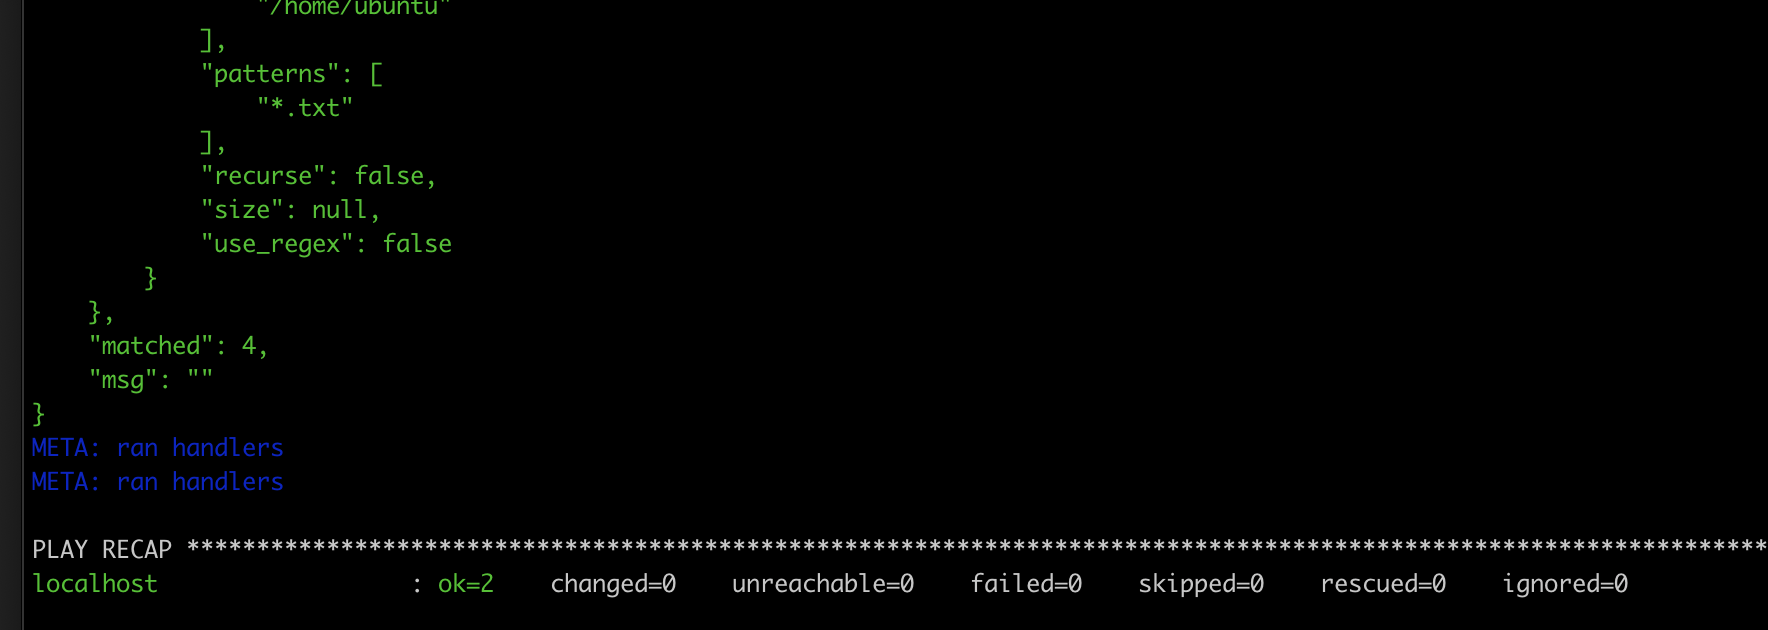 "/home/ubuntu"
],
"patterns": [
"*.txt"
],
"recurse": false,
"size": null,
"use_regex": false
}
},
"matched": 4,
"msg": ""
}
META: ran handlers
META: ran handlers
PLAY RECAP *****************************************************************************************************************
localhost : ok=2 changed=0 unreachable=0 failed=0 skipped=0 rescued=0 ignored=0